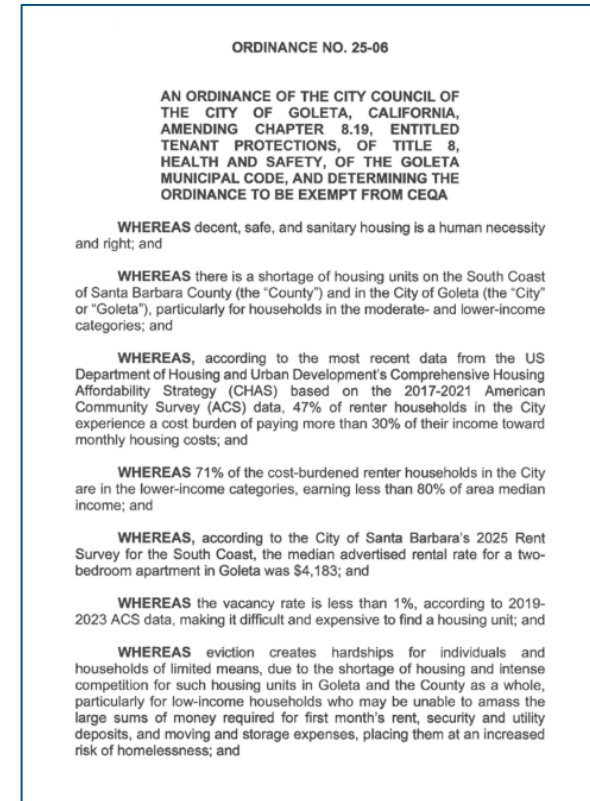 ORDINANCE NO. 25-06
AN ORDINANCE OF THE CITY COUNCIL OF
THE CITY OF GOLETA, CALIFORNIA,
AMENDING CHAPTER 8.19, ENTITLED
TENANT PROTECTIONS, OF TITLE 8,
HEALTH AND SAFETY, OF THE GOLETA
MUNICIPAL CODE, AND DETERMINING THE
ORDINANCE TO BE EXEMPT FROM CEQA
WHEREAS decent, safe, and sanitary housing is a human necessity
and right; and
WHEREAS there is a shortage of housing units on the South Coast
of Santa Barbara County (the “County”) and in the City of Goleta (the “City”
or “Goleta”), particularly for households in the moderate- and lower-income
categories; and
WHEREAS, according to the most recent data from the US
Department of Housing and Urban Development’s Comprehensive Housing
Affordability Strategy (CHAS) based on the 2017-2021 American
Community Survey (ACS) data, 47% of renter households in the City
experience a cost burden of paying more than 30% of their income toward
monthly housing costs; and
WHEREAS 71% of the cost-burdened renter households in the City
are in the lower-income categories, earning less than 80% of area median
income; and
WHEREAS, according to the City of Santa Barbara’s 2025 Rent
Survey for the South Coast, the median advertised rental rate for a two-
bedroom apartment in Goleta was $4,183; and
WHEREAS the vacancy rate is less than 1%, according to 2019-
2023 ACS data, making it difficult and expensive to find a housing unit; and
WHEREAS eviction creates hardships for individuals and
households of limited means, due to the shortage of housing and intense
competition for such housing units in Goleta and the County as a whole,
particularly for low-income households who may be unable to amass the
large sums of money required for first month’s rent, security and utility
deposits, and moving and storage expenses, placing them at an increased
risk of homelessness; and